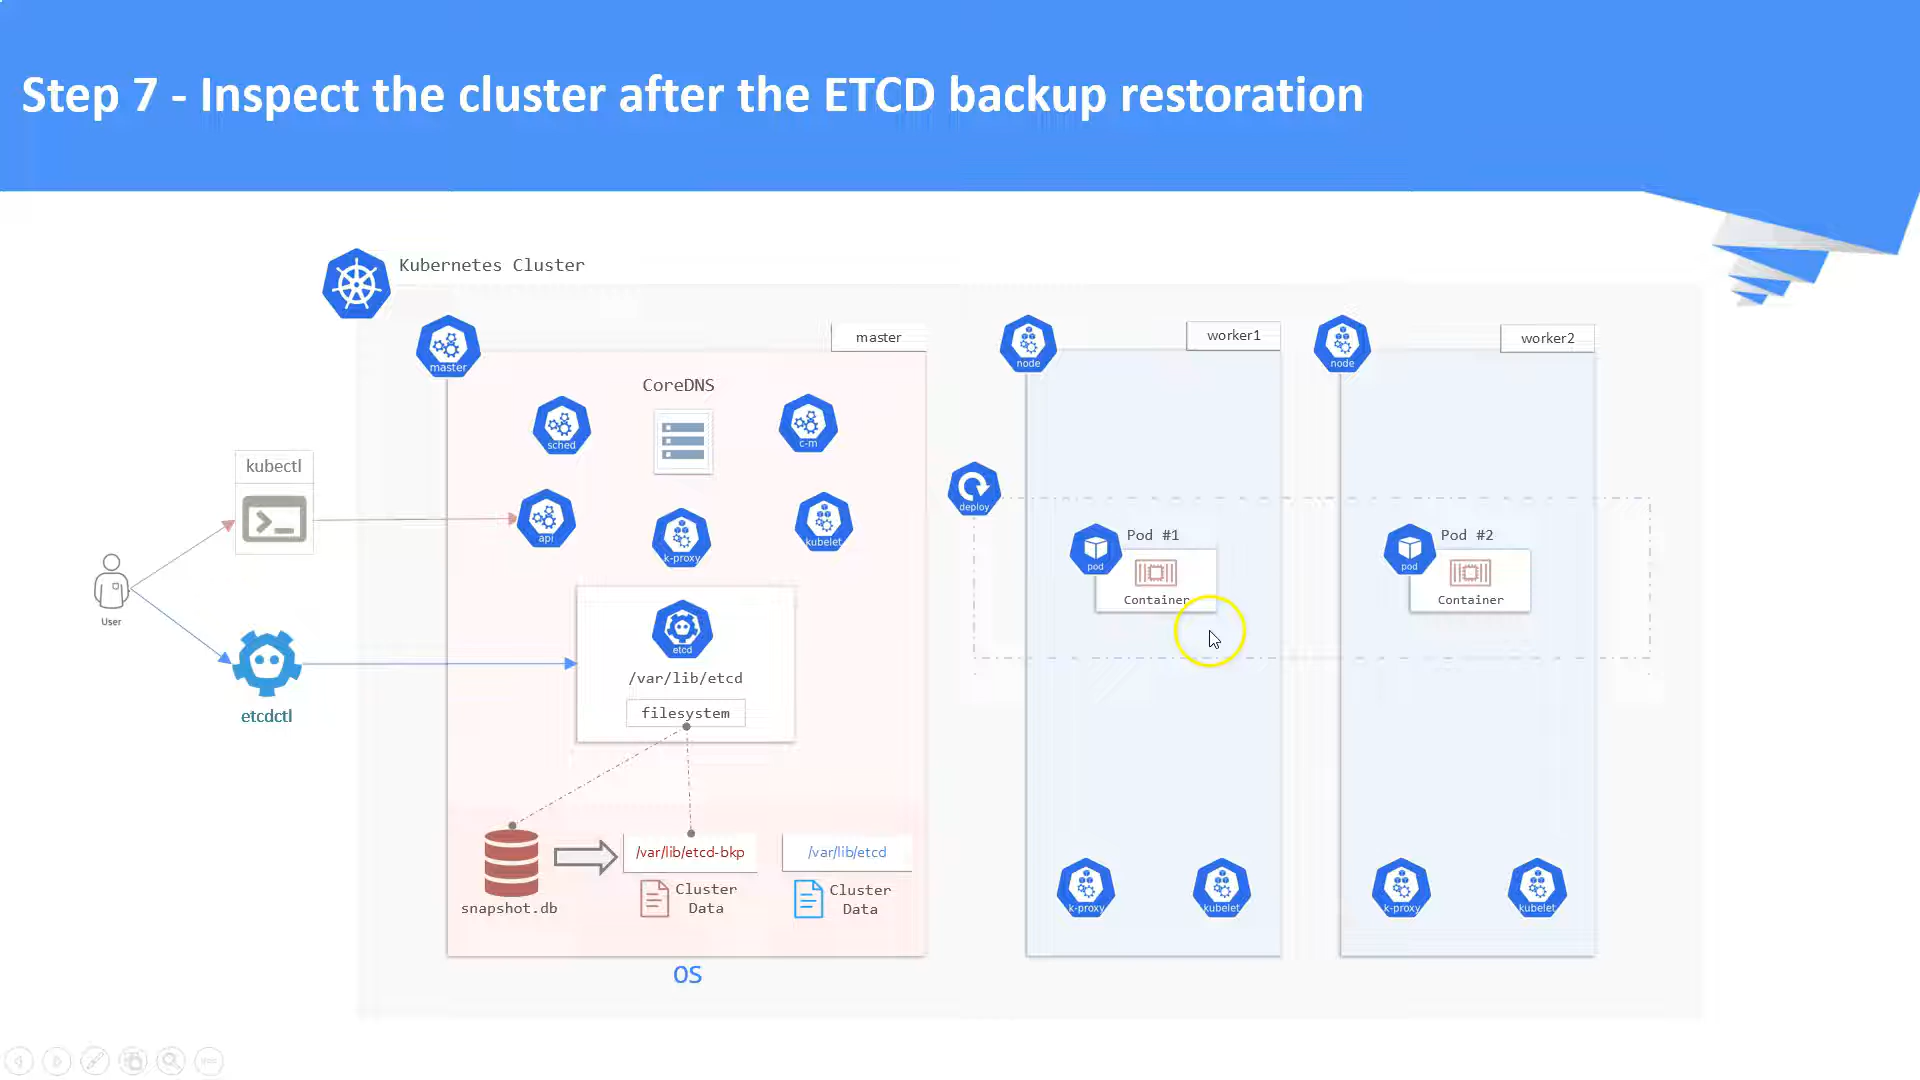 Step 7 - Inspect the cluster after the ETCD backup restoration
Kubernetes Cluster
master
master
CoreDNS
sched
c-m
api
k-proxy
kubelet
etcd
/var/lib/etcd
filesystem
snapshot.db
/var/lib/etcd-bkp
Cluster
Data
/var/lib/etcd
Cluster
Data
OS
kubectl
User
etcdctl
node
worker1
deploy
Pod #1
pod
Container
k-proxy
kubelet
node
worker2
Pod #2
pod
Container
k-proxy
kubelet